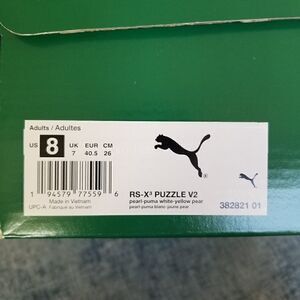 Adults / Adultes
US 8 UK EUR CM
7 40.5 26
RS-X³ PUZZLE V2
pearl-puma white-yellow pear
pearl-puma blanc-jaune pear
1 94579 77559 6
Made in Vietnam
UPC-A Fabriqué au Vietnam
382821 01